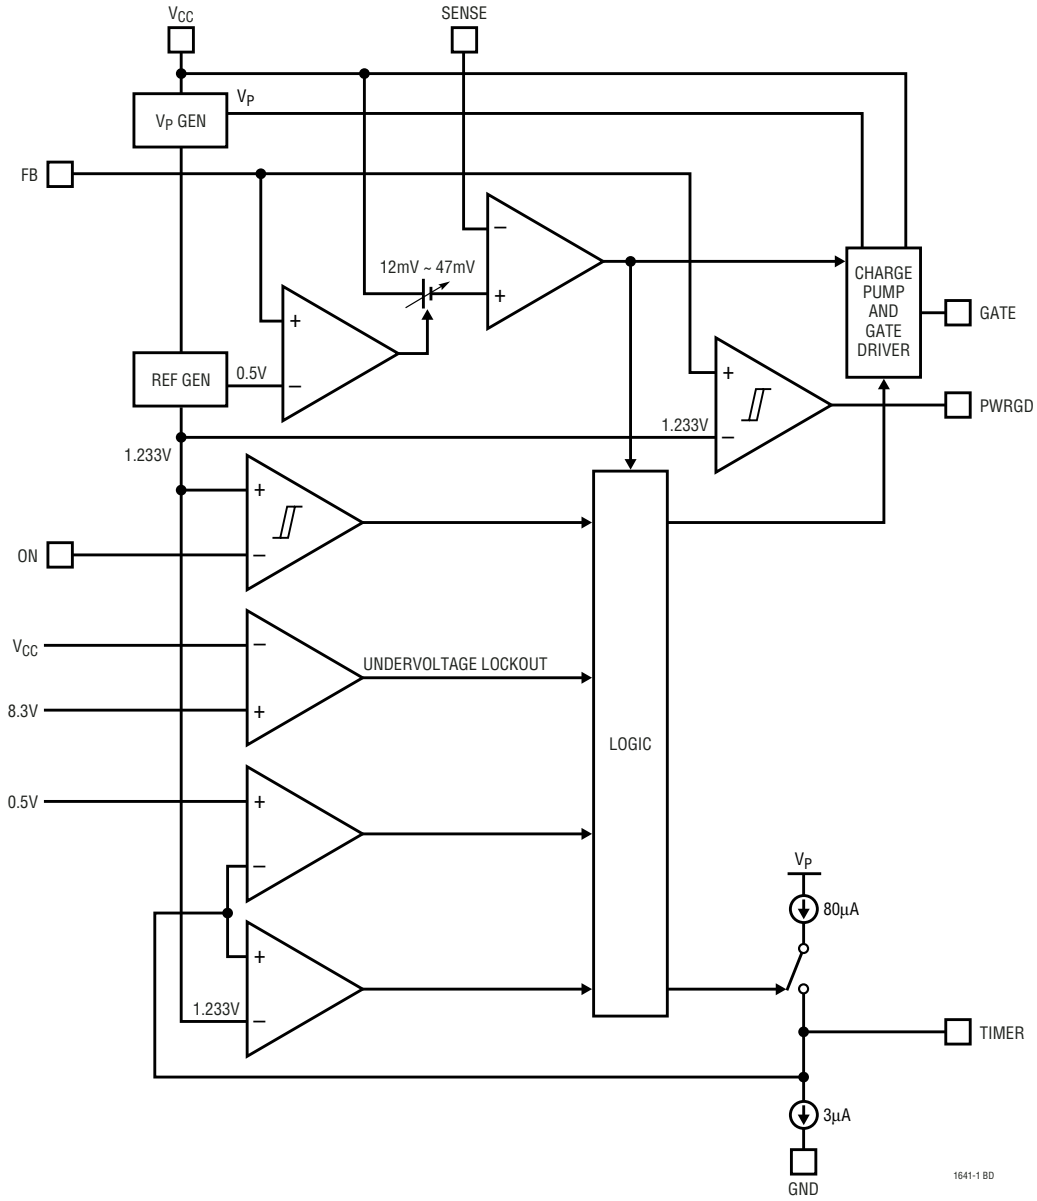 VCC
SENSE
VP
VP GEN
FB
12mV ~ 47mV
–
+
CHARGE
PUMP
AND
GATE
DRIVER
GATE
+
–
REF GEN
0.5V
+
–
1.233V
PWRGD
1.233V
+
–
ON
VCC
–
UNDERVOLTAGE LOCKOUT
8.3V
+
LOGIC
0.5V
+
–
VP
80µA
+
1.233V
–
TIMER
3µA
GND
1641-1 BD